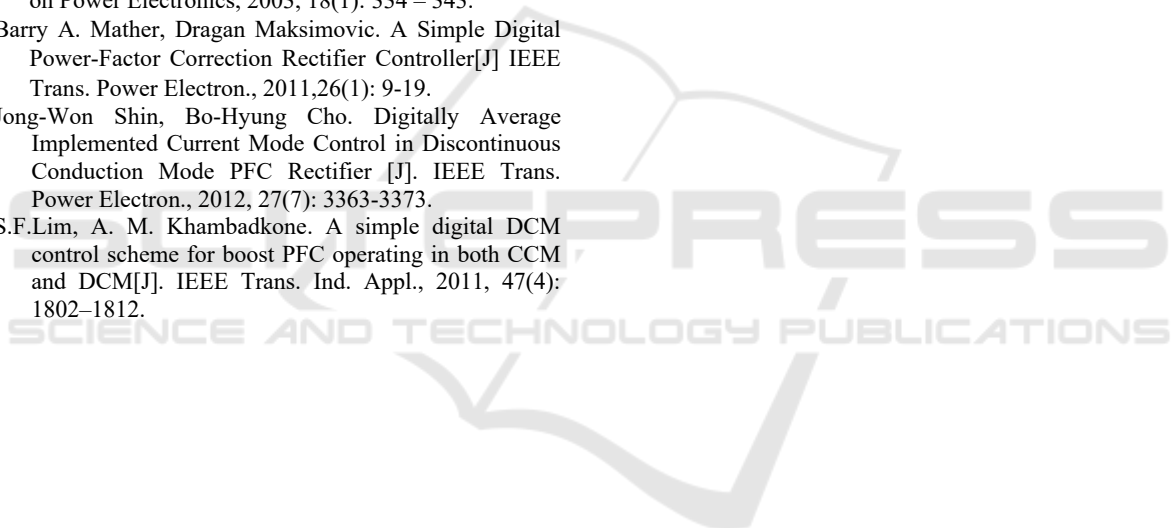 on Power Electronics, 2003, 18(1): 334 – 343.
Barry A. Mather, Dragan Maksimovic. A Simple Digital
Power-Factor Correction Rectifier Controller[J] IEEE
Trans. Power Electron., 2011,26(1): 9-19.
Jong-Won Shin, Bo-Hyung Cho. Digitally Average
Implemented Current Mode Control in Discontinuous
Conduction Mode PFC Rectifier [J]. IEEE Trans.
Power Electron., 2012, 27(7): 3363-3373.
S.F.Lim, A. M. Khambadkone. A simple digital DCM
control scheme for boost PFC operating in both CCM
and DCM[J]. IEEE Trans. Ind. Appl., 2011, 47(4):
1802–1812.
SCITEPRESS
SCIENCE AND TECHNOLOGY PUBLICATIONS